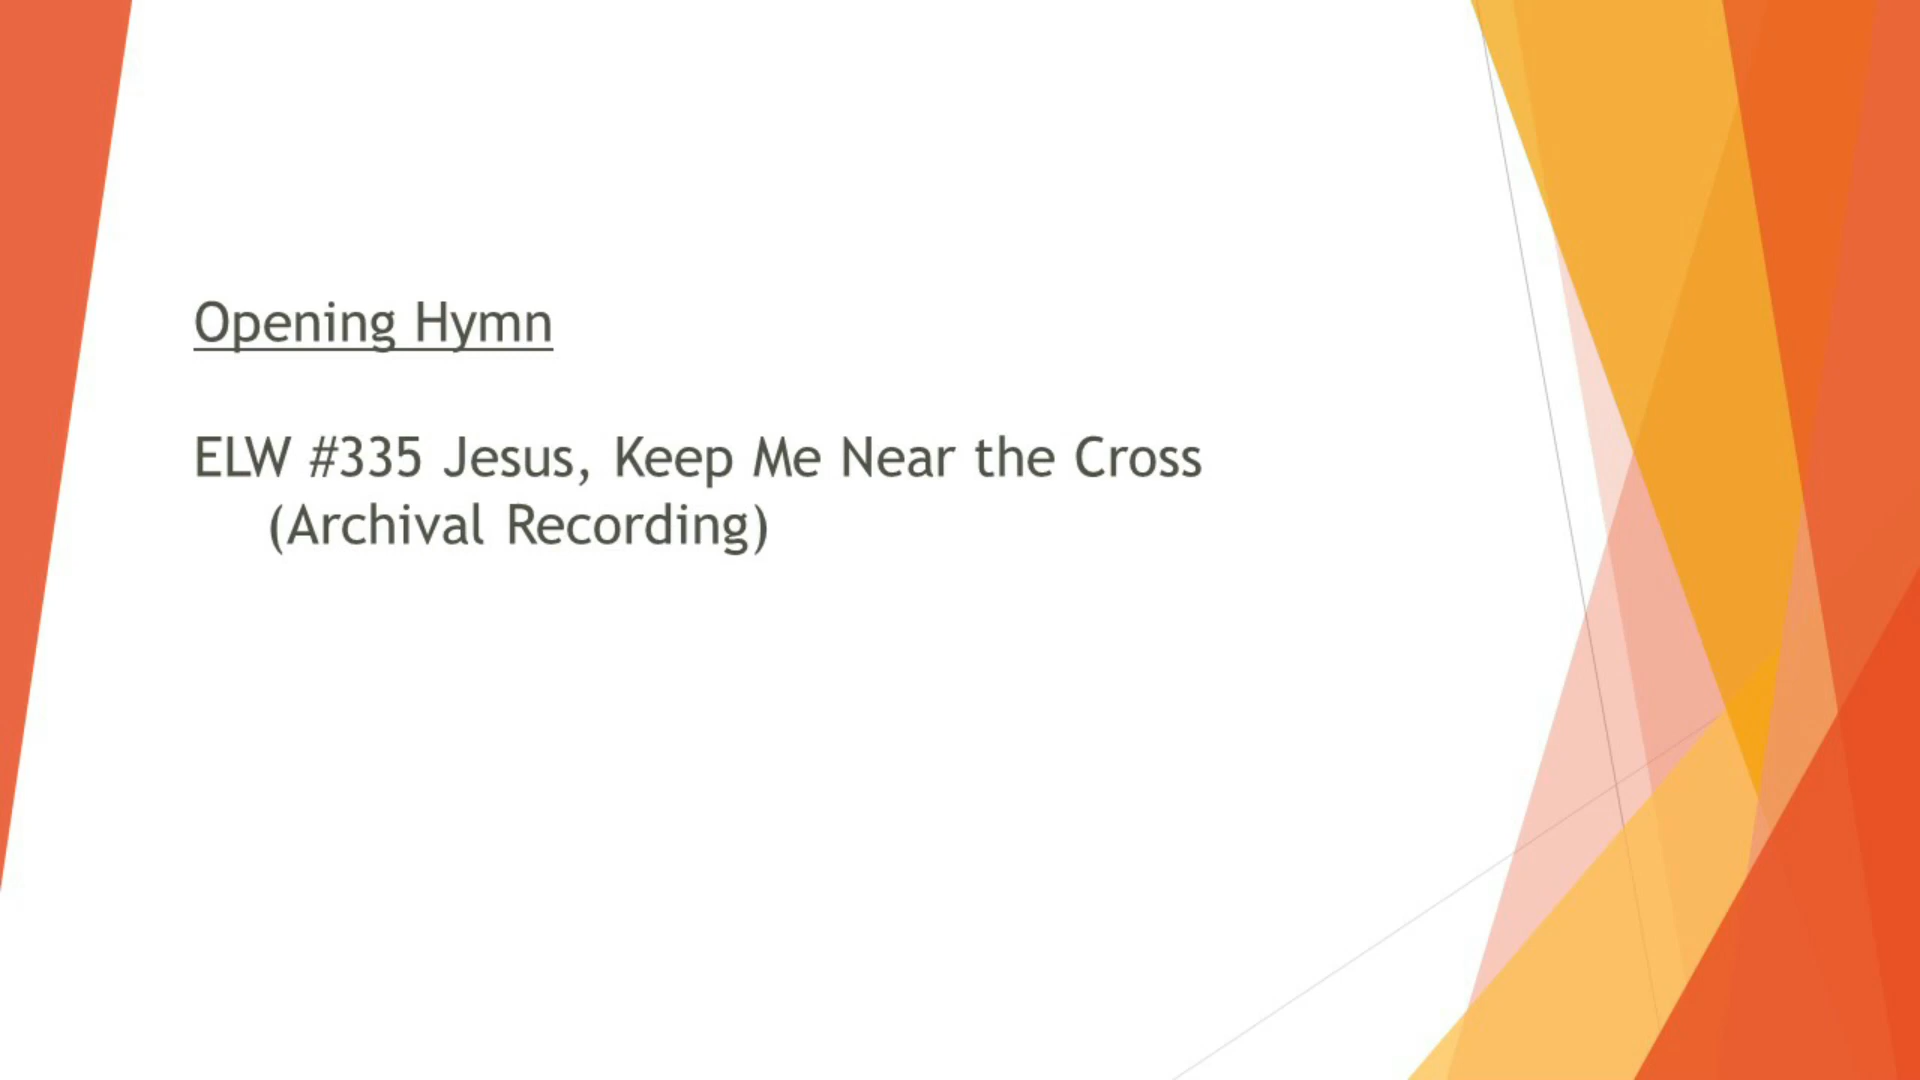 Opening Hymn
ELW #335 Jesus, Keep Me Near the Cross
(Archival Recording)